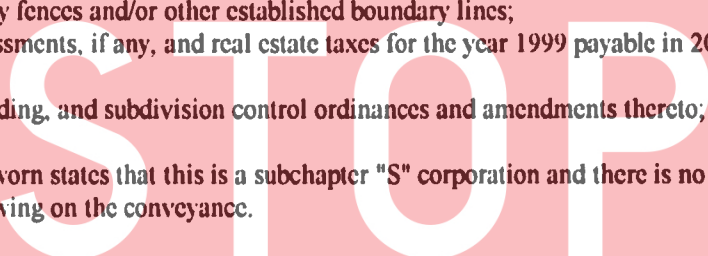 y fences and/or other established boundary lines;
ssments, if any, and real estate taxes for the year 1999 payable in 20
ding, and subdivision control ordinances and amendments thereto;
vorn states that this is a subchapter "S" corporation and there is no
ving on the conveyance.
STOP